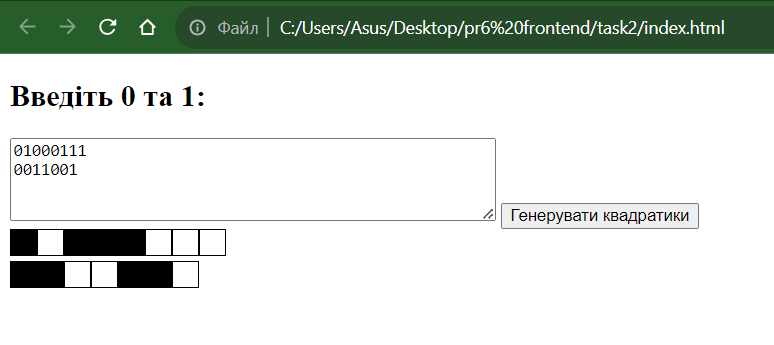 Файл C:/Users/Asus/Desktop/pr6%20frontend/task2/index.html
Введіть 0 та 1:
01000111
0011001
Генерувати квадратики